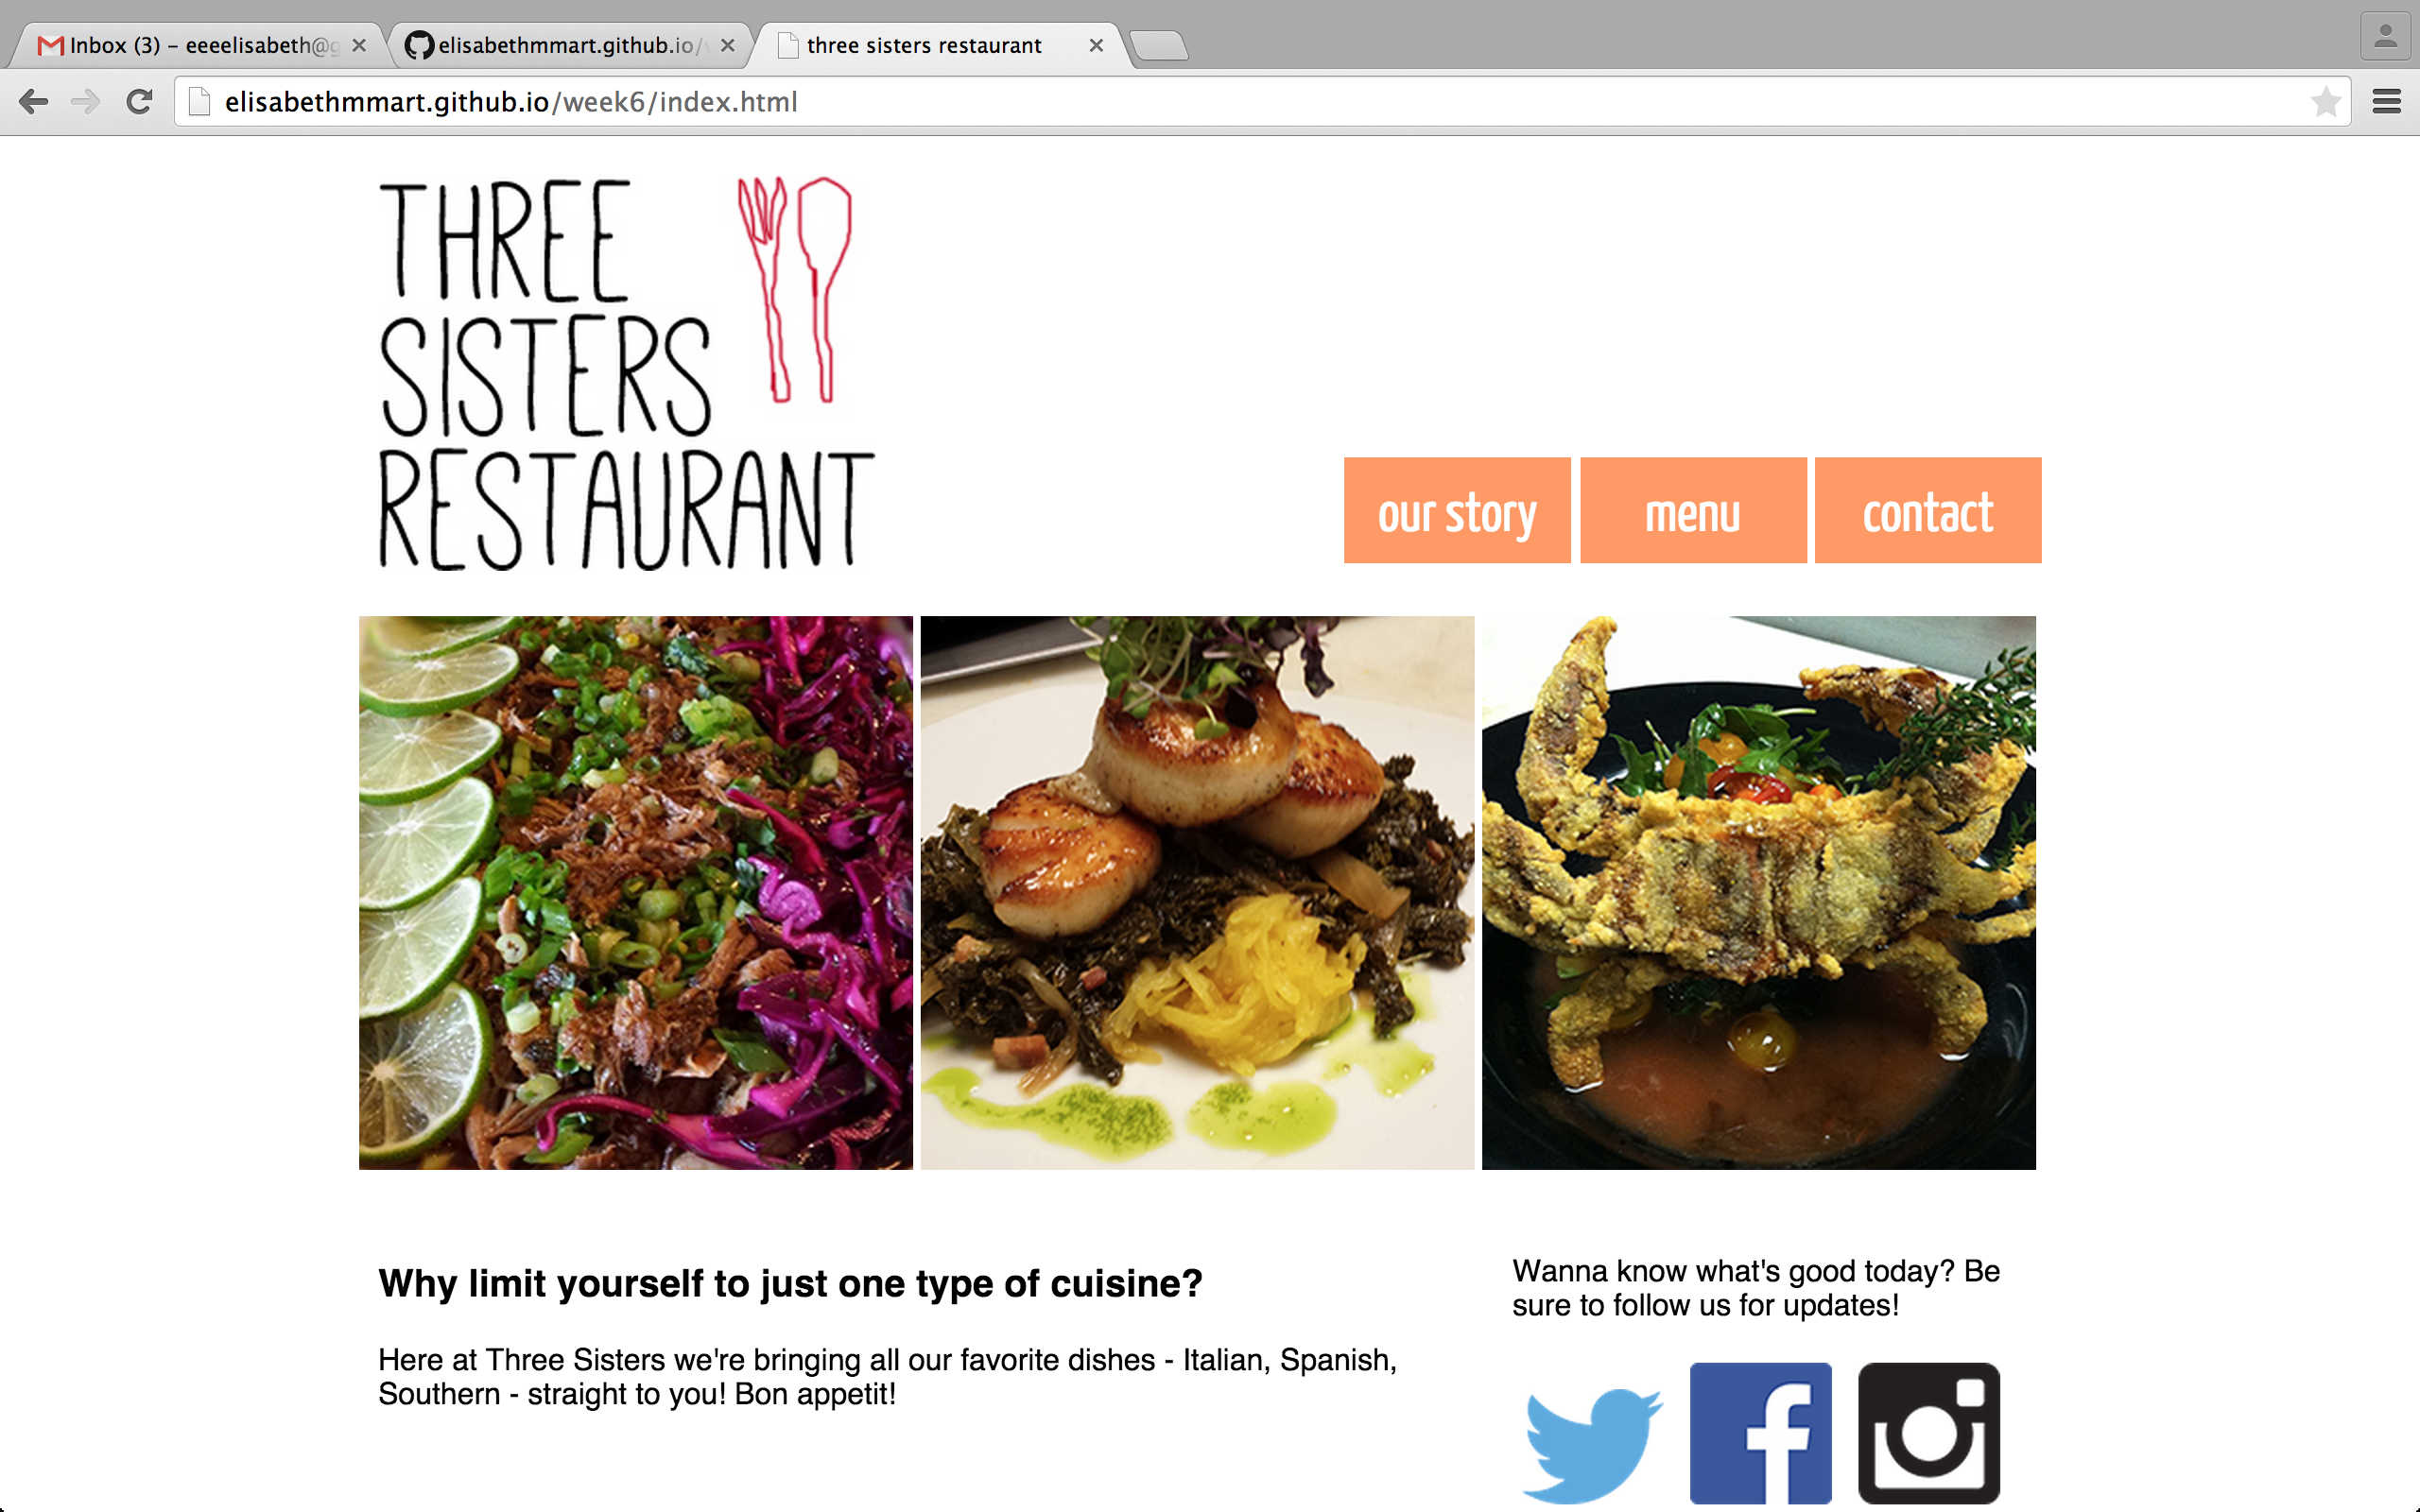 Inbox (3) – eeeelisabeth@g
elisabethmmart.github.io/
three sisters restaurant
elisabethmmart.github.io/week6/index.html
THREE
SISTERS
RESTAURANT
our story
menu
contact
Why limit yourself to just one type of cuisine?
Here at Three Sisters we're bringing all our favorite dishes - Italian, Spanish,
Southern - straight to you! Bon appetit!
Wanna know what's good today? Be
sure to follow us for updates!